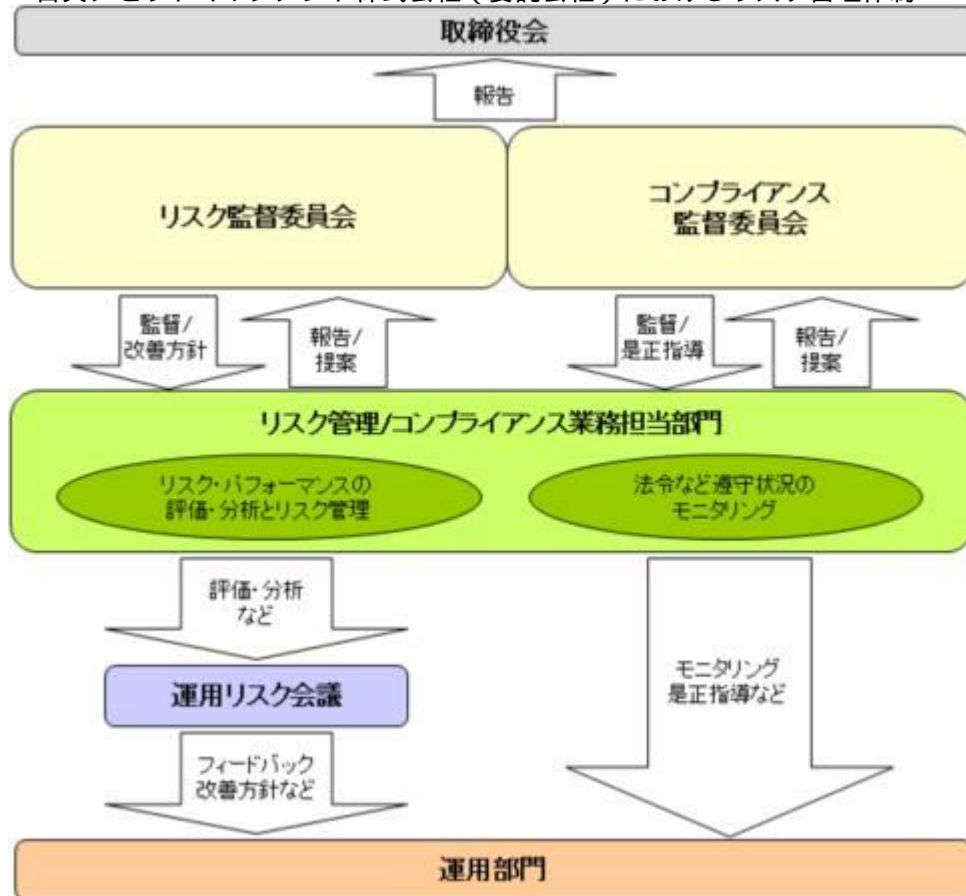 取締役会
報告
リスク監督委員会
コンプライアンス
監督委員会
監督/
改善方針
報告/
提案
監督/
是正指導
報告/
提案
リスク管理/コンプライアンス業務担当部門
リスク・パフォーマンスの
評価・分析とリスク管理
法令など遵守状況の
モニタリング
評価・分析
など
運用リスク会議
モニタリング
是正指導など
フィードバック
改善方針など
運用部門